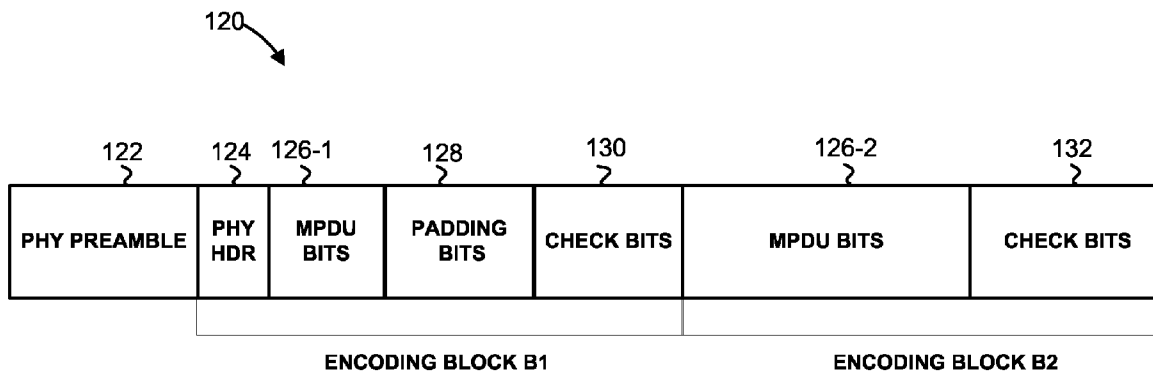 120
122 124 126-1 128 130 126-2 132
PHY PREAMBLE
PHY
HDR
MPDU
BITS
PADDING
BITS
CHECK BITS
MPDU BITS
CHECK BITS
ENCODING BLOCK B1 ENCODING BLOCK B2